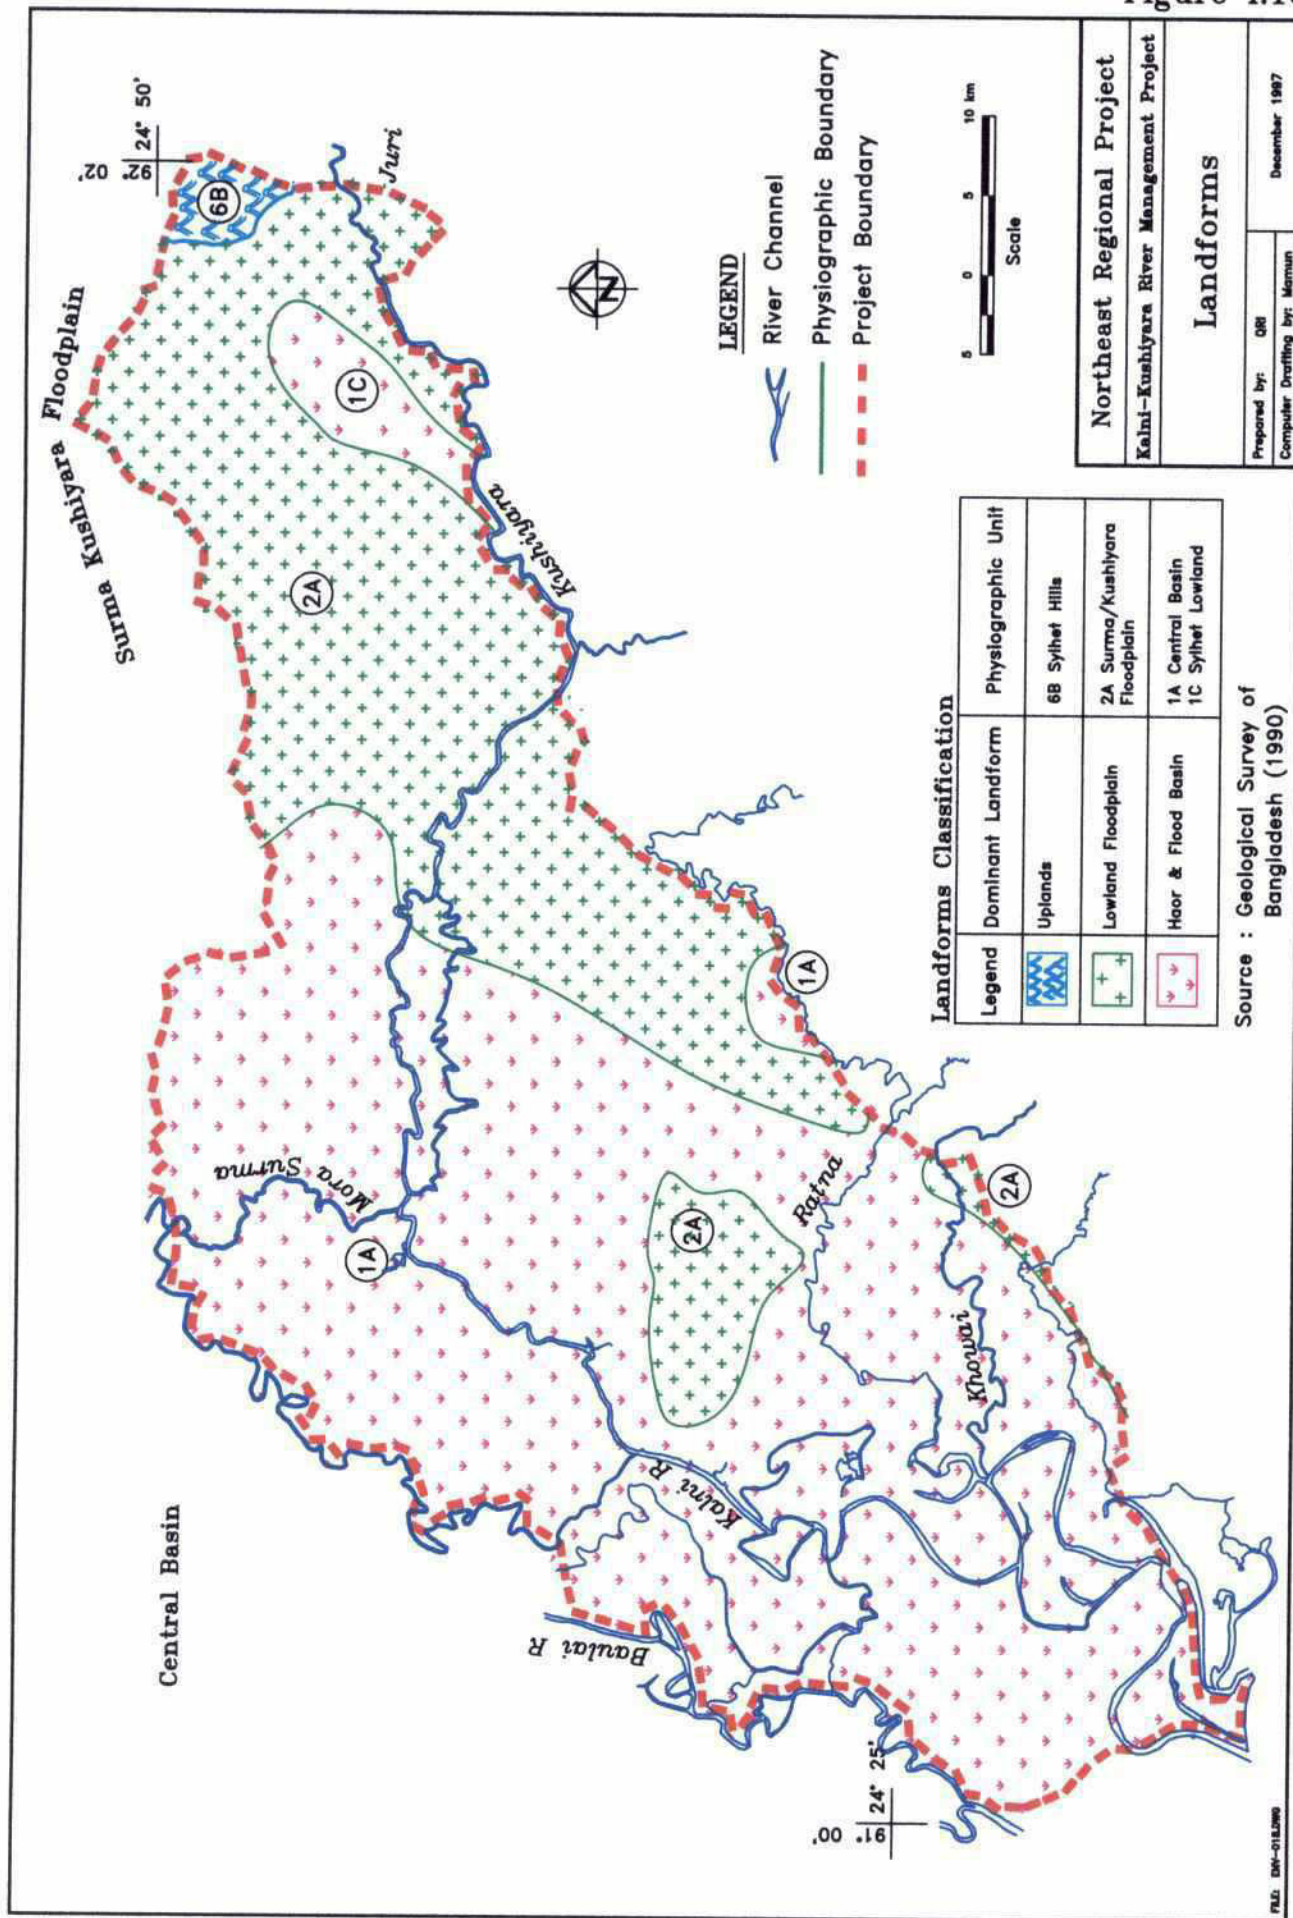 Surma Kushiyara Floodplain
Central Basin
92° 02'
24° 50'
6B
Juri
1C
2A
Kushiyara
1A
Mora Surma
1A
2A
Ratna
2A
Khowai
Kalni R
Baulai R
91° 00'
24° 25'
N
LEGEND
River Channel
Physiographic Boundary
Project Boundary
5 0 5 10 km
Scale
Landforms Classification
Legend Dominant Landform Physiographic Unit
Uplands 6B Sylhet Hills
Lowland Floodplain 2A Surma/Kushiyara
Floodplain
Haor & Flood Basin 1A Central Basin
1C Sylhet Lowland
Source : Geological Survey of
Bangladesh (1990)
Northeast Regional Project
Kalni-Kushiyara River Management Project
Landforms
Prepared by: QRI
Computer Drafting by: Mamun
December 1997